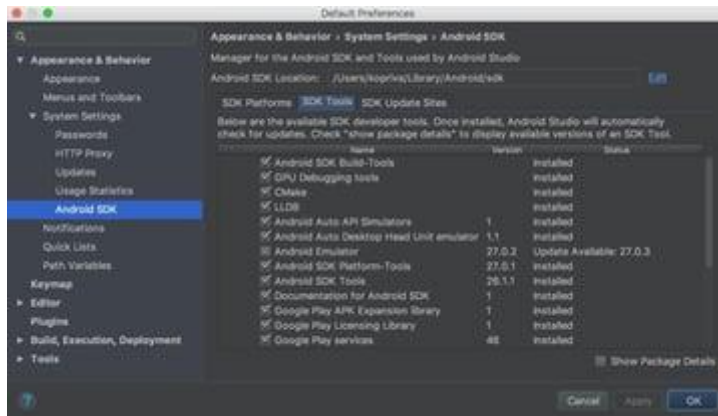 Default Preferences
Appearance & Behavior › System Settings › Android SDK
Appearance & Behavior
Appearance
Menus and Toolbars
System Settings
Passwords
HTTP Proxy
Updates
Usage Statistics
Android SDK
Notifications
Quick Lists
Path Variables
Keymap
Editor
Plugins
Build, Execution, Deployment
Tools
Manager for the Android SDK and Tools used by Android Studio
Android SDK Location: /Users/kopriva/Library/Android/sdk Edit
SDK Platforms SDK Tools SDK Update Sites
Below are the available SDK developer tools. Once installed, Android Studio will automatically
check for updates. Check "show package details" to display available versions of an SDK Tool.
Name Version Status
Android SDK Build-Tools Installed
GPU Debugging tools Installed
CMake Installed
LLDB Installed
Android Auto API Simulators 1 Installed
Android Auto Desktop Head Unit emulator 1.1 Installed
Android Emulator 27.0.2 Update Available: 27.0.3
Android SDK Platform-Tools 27.0.1 Installed
Android SDK Tools 26.1.1 Installed
Documentation for Android SDK 1 Installed
Google Play APK Expansion library 1 Installed
Google Play Licensing Library 1 Installed
Google Play services 46 Installed
Show Package Details
? Cancel Apply OK